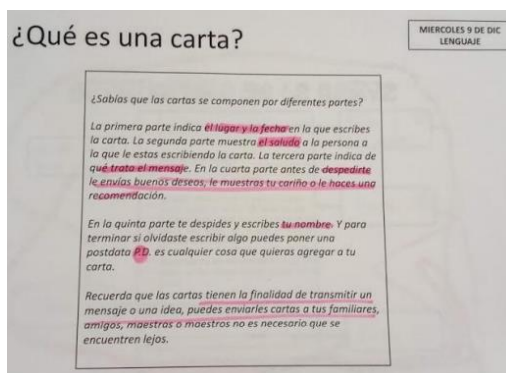 ¿Qué es una carta?
MIERCOLES 9 DE DIC
LENGUAJE
¿Sabías que las cartas se componen por diferentes partes?
La primera parte indica el lugar y la fecha en la que escribes
la carta. La segunda parte muestra el saludo a la persona a
la que le estas escribiendo la carta. La tercera parte indica de
qué trata el mensaje. En la cuarta parte antes de despedirte
le envías buenos deseos, le muestras tu cariño o le haces una
recomendación.
En la quinta parte te despides y escribes tu nombre. Y para
terminar si olvidaste escribir algo puedes poner una
postdata P.D. es cualquier cosa que quieras agregar a tu
carta.
Recuerda que las cartas tienen la finalidad de transmitir un
mensaje o una idea, puedes enviarles cartas a tus familiares,
amigos, maestras o maestros no es necesario que se
encuentren lejos.